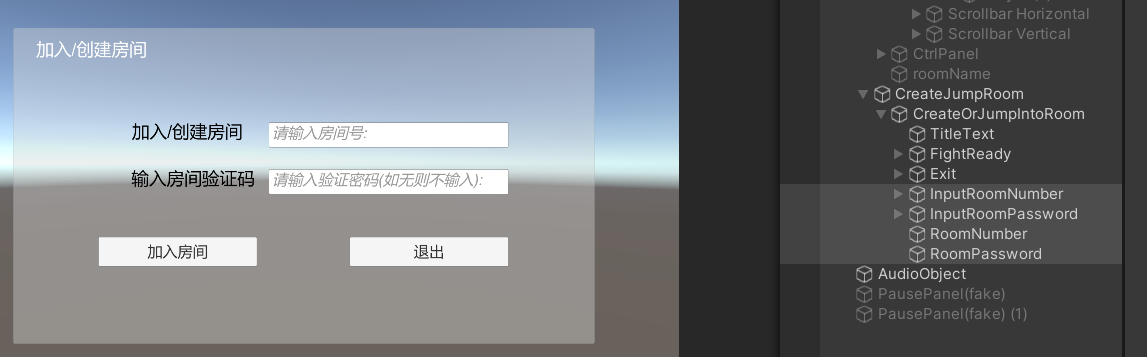 加入/创建房间
加入/创建房间
请输入房间号:
输入房间验证码
请输入验证密码(如无则不输入):
加入房间
退出
Scrollbar Horizontal
Scrollbar Vertical
CtrlPanel
roomName
CreateJumpRoom
CreateOrJumpIntoRoom
TitleText
FightReady
Exit
InputRoomNumber
InputRoomPassword
RoomNumber
RoomPassword
AudioObject
PausePanel(fake)
PausePanel(fake) (1)